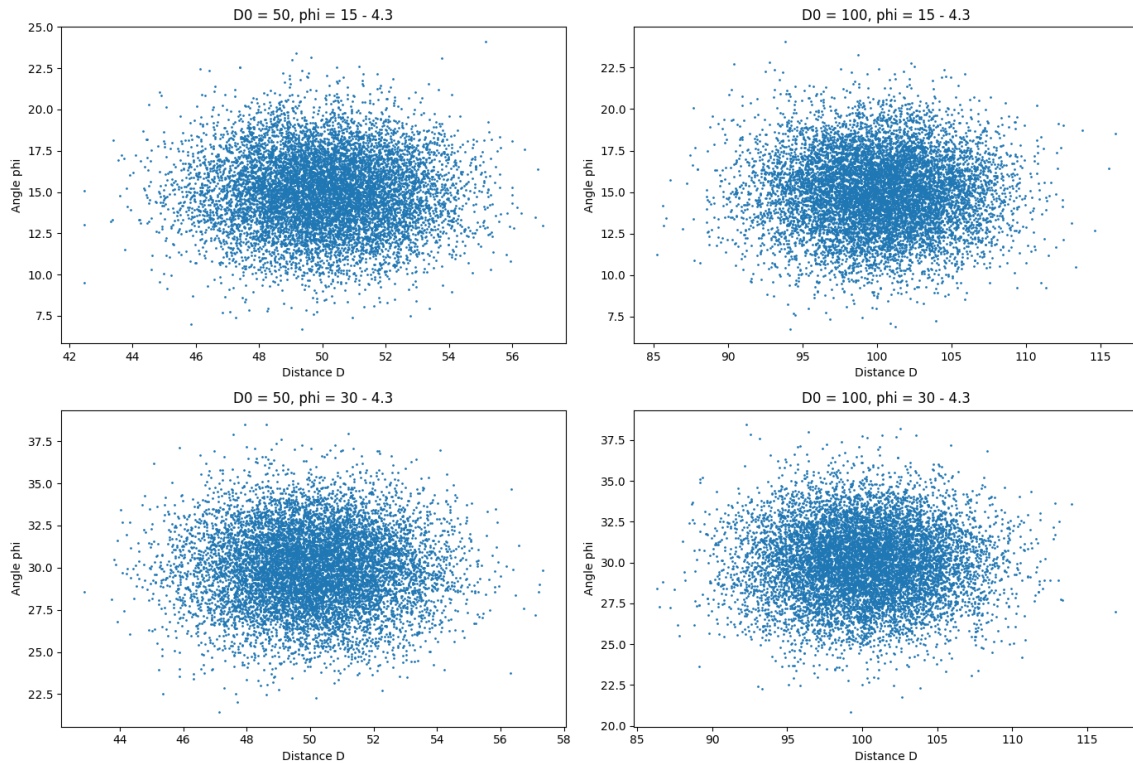 D0 = 50, phi = 15 - 4.3
25.0
22.5
20.0
17.5
15.0
12.5
10.0
7.5
Angle phi
42 44 46 48 50 52 54 56
Distance D
D0 = 100, phi = 15 - 4.3
22.5
20.0
17.5
15.0
12.5
10.0
7.5
Angle phi
85 90 95 100 105 110 115
Distance D
D0 = 50, phi = 30 - 4.3
37.5
35.0
32.5
30.0
27.5
25.0
22.5
Angle phi
44 46 48 50 52 54 56 58
Distance D
D0 = 100, phi = 30 - 4.3
37.5
35.0
32.5
30.0
27.5
25.0
22.5
20.0
Angle phi
85 90 95 100 105 110 115
Distance D